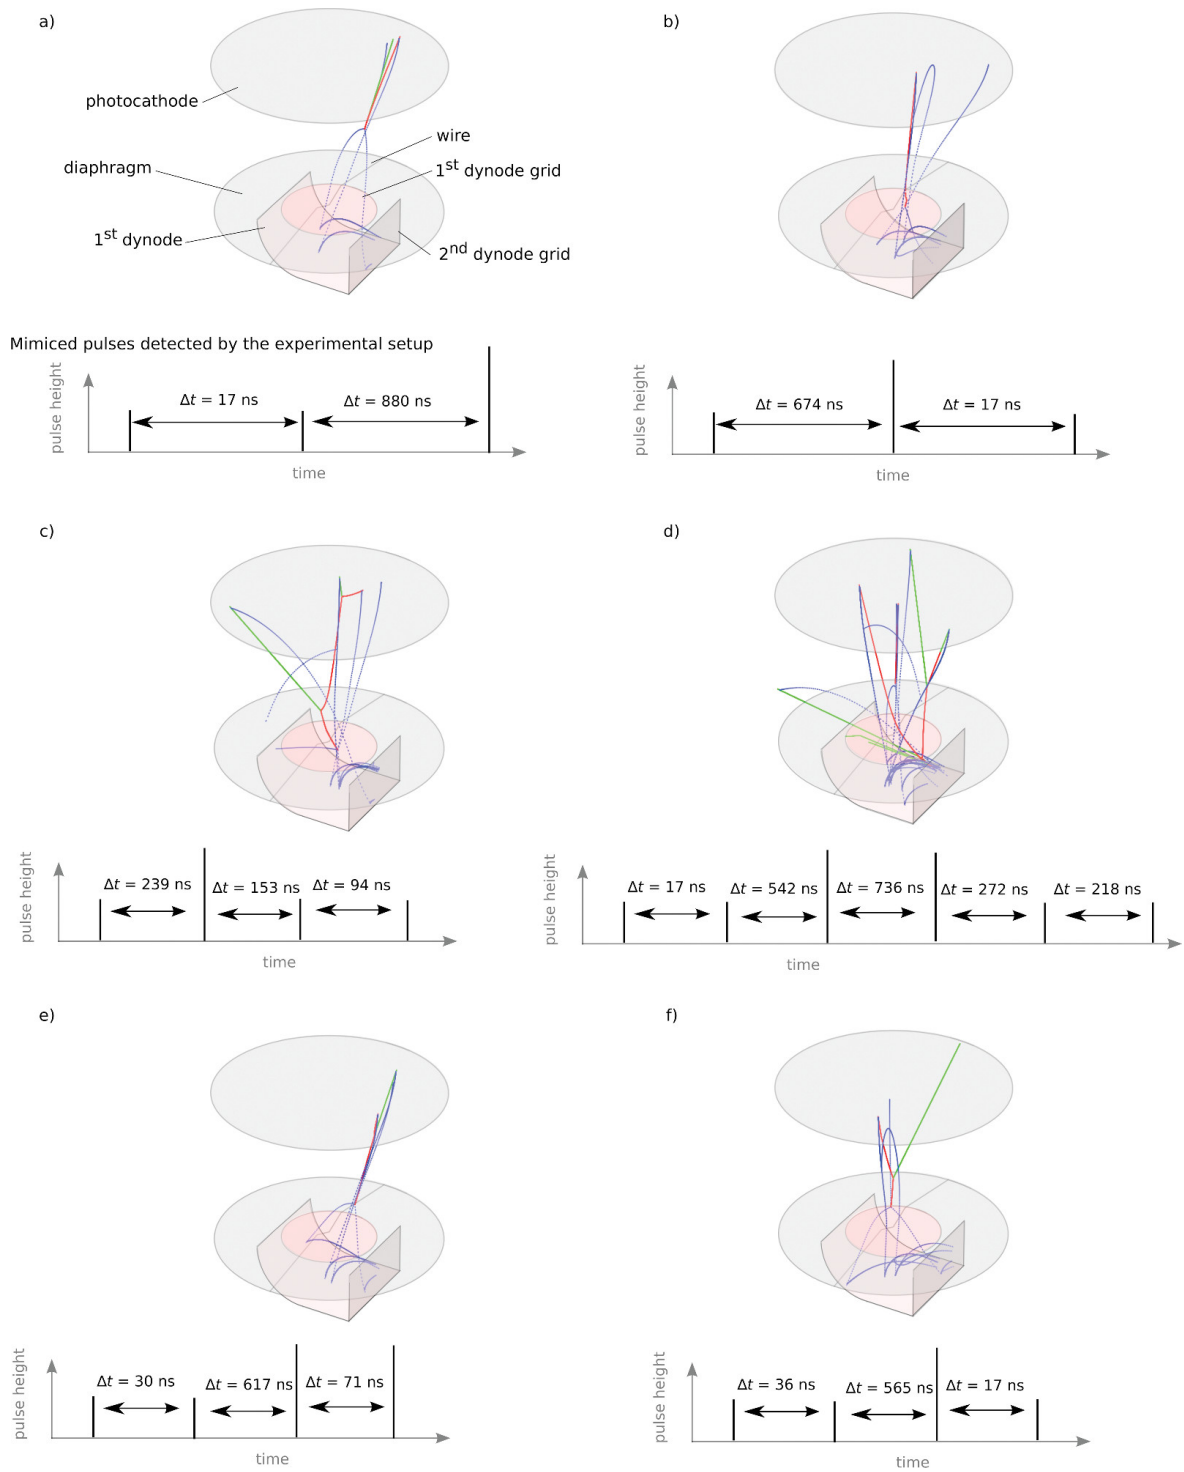 a)
b)
photocathode
wire
diaphragm
1st dynode grid
1st dynode
2nd dynode grid
Mimiced pulses detected by the experimental setup
pulse height
Δt = 17 ns
Δt = 880 ns
time
pulse height
Δt = 674 ns
Δt = 17 ns
time
c)
d)
pulse height
Δt = 239 ns
Δt = 153 ns
Δt = 94 ns
time
pulse height
Δt = 17 ns
Δt = 542 ns
Δt = 736 ns
Δt = 272 ns
Δt = 218 ns
time
e)
f)
pulse height
Δt = 30 ns
Δt = 617 ns
Δt = 71 ns
time
pulse height
Δt = 36 ns
Δt = 565 ns
Δt = 17 ns
time